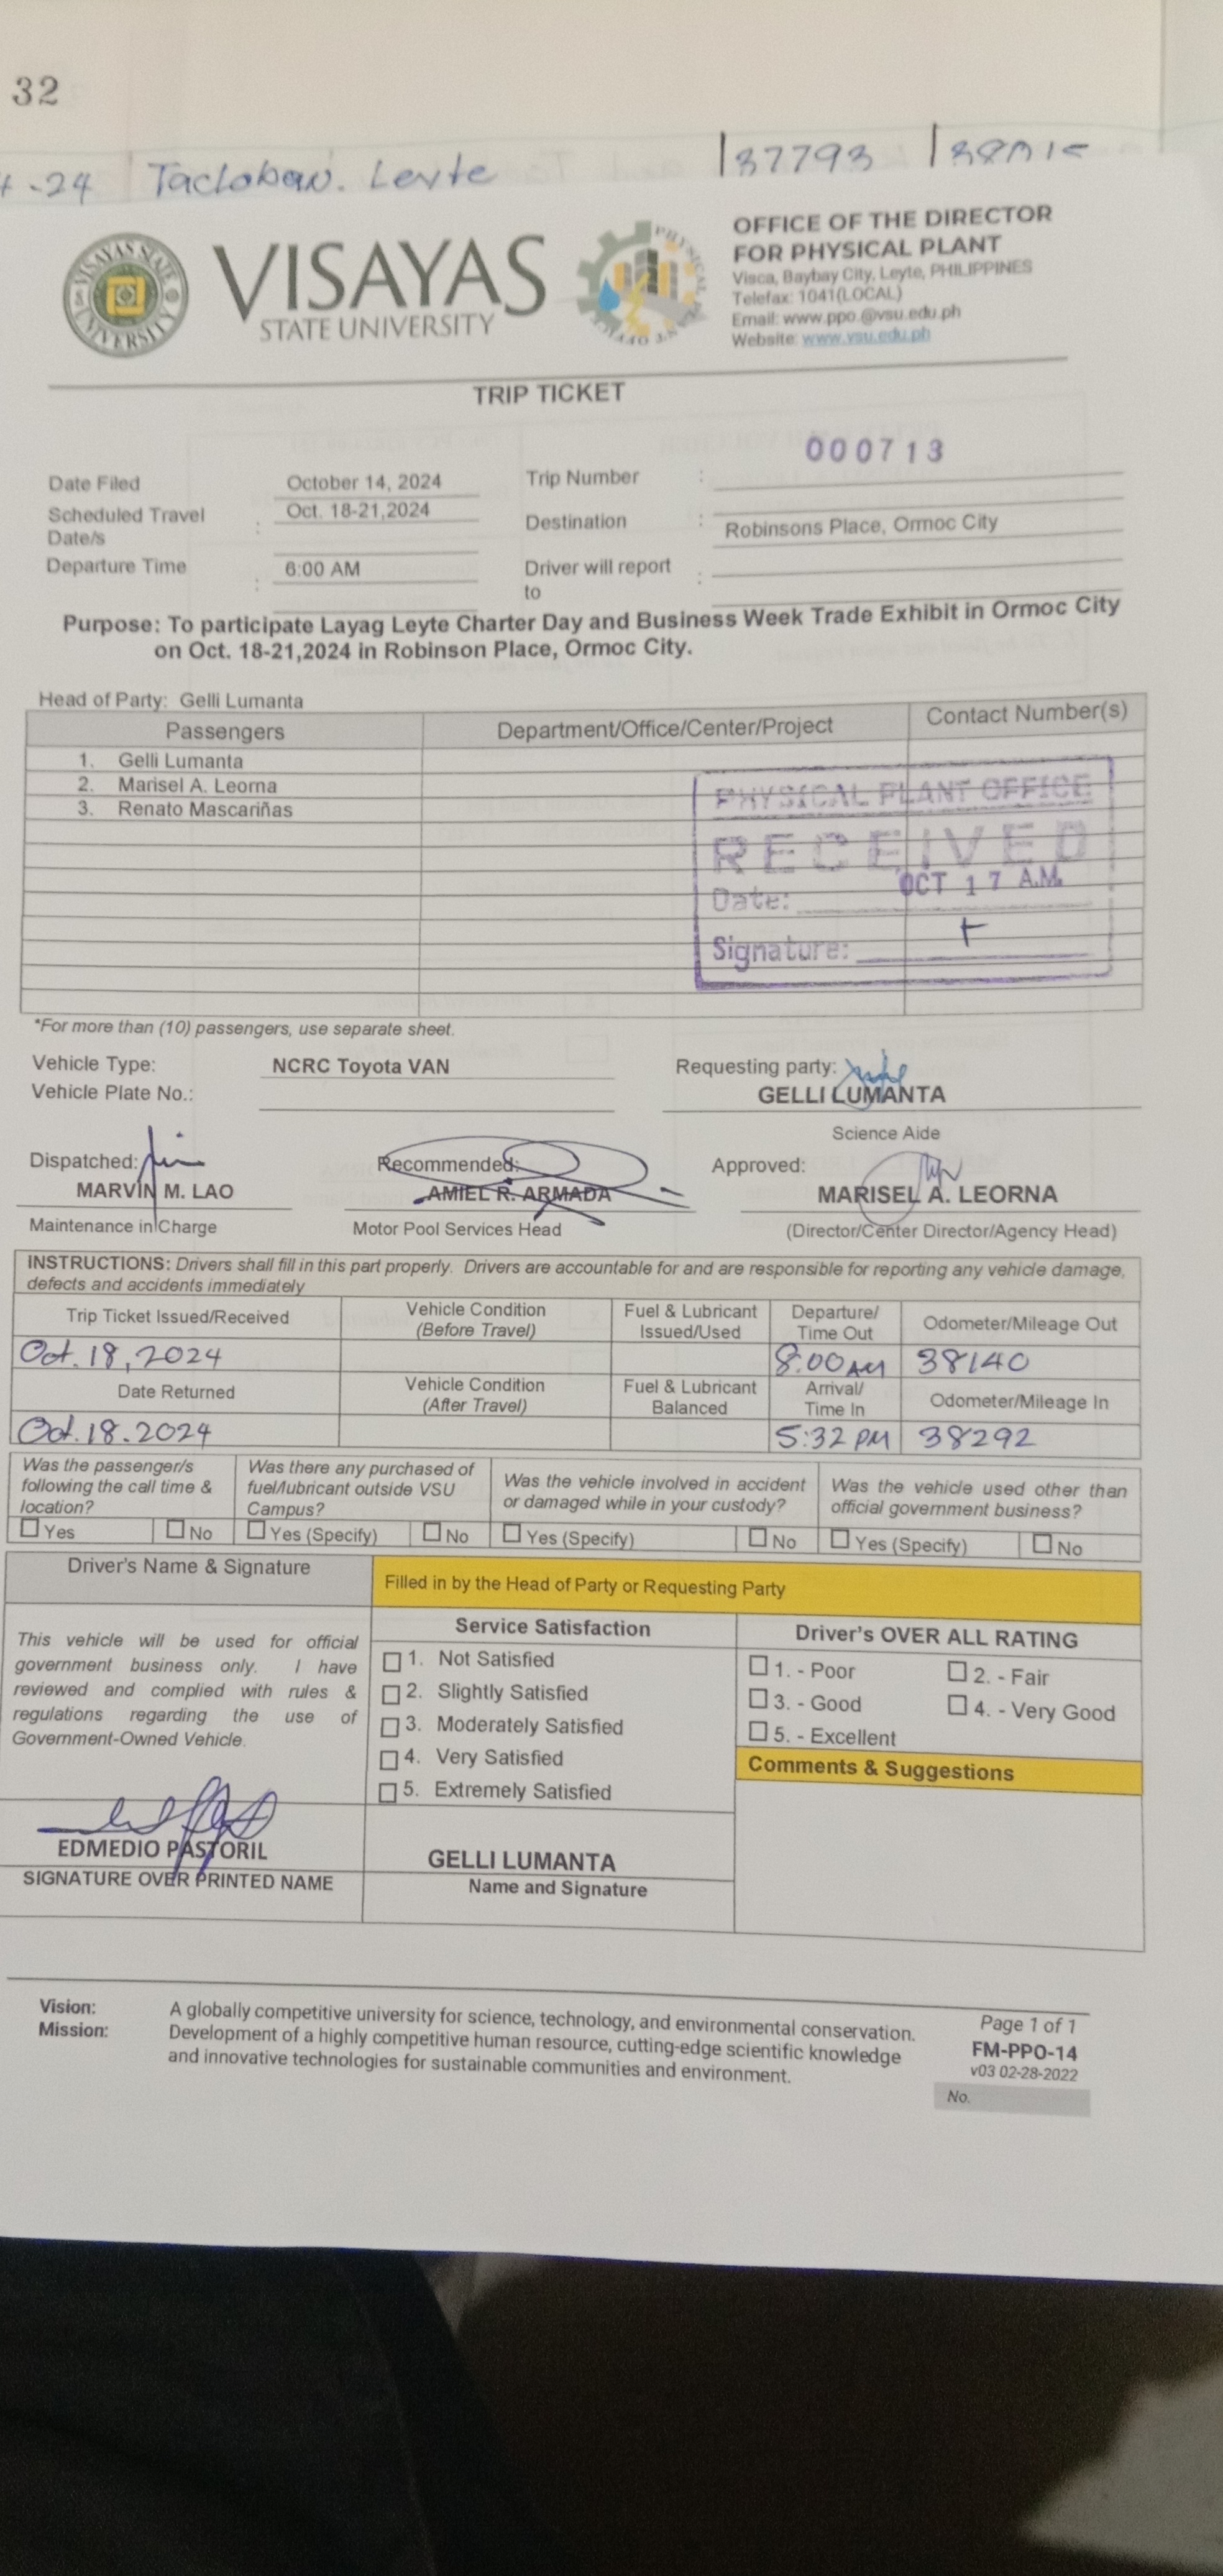 32
-24 Tacloban. Leyte 37793
VISAYAS STATE UNIVERSITY
VISAYAS
STATE UNIVERSITY
OFFICE OF THE DIRECTOR
FOR PHYSICAL PLANT
Visca, Baybay City, Leyte, PHILIPPINES
Telefax: 1041(LOCAL)
Email: www.ppo.@vsu.edu.ph
Website: www.vsu.edu.ph
TRIP TICKET
000713
Date Filed October 14, 2024 Trip Number :
Scheduled Travel Date/s : Oct. 18-21,2024 Destination : Robinsons Place, Ormoc City
Departure Time : 6:00 AM Driver will report to :
Purpose: To participate Layag Leyte Charter Day and Business Week Trade Exhibit in Ormoc City
on Oct. 18-21,2024 in Robinson Place, Ormoc City.
Head of Party: Gelli Lumanta
Passengers Department/Office/Center/Project Contact Number(s)
1. Gelli Lumanta
2. Marisel A. Leorna
3. Renato Mascariñas
PHYSICAL PLANT OFFICE
RECEIVED
Date: OCT 17 A.M.
Signature:
*For more than (10) passengers, use separate sheet.
Vehicle Type: NCRC Toyota VAN Requesting party:
Vehicle Plate No.: GELLI LUMANTA
Science Aide
Dispatched: Recommended: Approved:
MARVIN M. LAO AMIEL R. ARMADA MARISEL A. LEORNA
Maintenance in Charge Motor Pool Services Head (Director/Center Director/Agency Head)
INSTRUCTIONS: Drivers shall fill in this part properly. Drivers are accountable for and are responsible for reporting any vehicle damage,
defects and accidents immediately
Trip Ticket Issued/Received Vehicle Condition (Before Travel) Fuel & Lubricant Issued/Used Departure/ Time Out Odometer/Mileage Out
Oct. 18, 2024 8:00 AM 38140
Date Returned Vehicle Condition (After Travel) Fuel & Lubricant Balanced Arrival/ Time In Odometer/Mileage In
Oct. 18. 2024 5:32 PM 38292
Was the passenger/s following the call time & location? Was there any purchased of fuel/lubricant outside VSU Campus? Was the vehicle involved in accident or damaged while in your custody? Was the vehicle used other than official government business?
Yes No Yes (Specify) No Yes (Specify) No Yes (Specify) No
Driver's Name & Signature Filled in by the Head of Party or Requesting Party
This vehicle will be used for official
government business only. I have
reviewed and complied with rules &
regulations regarding the use of
Government-Owned Vehicle.
EDMEDIO PASTORIL
SIGNATURE OVER PRINTED NAME
Service Satisfaction
1. Not Satisfied
2. Slightly Satisfied
3. Moderately Satisfied
4. Very Satisfied
5. Extremely Satisfied
GELLI LUMANTA
Name and Signature
Driver's OVER ALL RATING
1. - Poor 2. - Fair
3. - Good 4. - Very Good
5. - Excellent
Comments & Suggestions
Vision: A globally competitive university for science, technology, and environmental conservation.
Mission: Development of a highly competitive human resource, cutting-edge scientific knowledge
and innovative technologies for sustainable communities and environment.
Page 1 of 1
FM-PPO-14
v03 02-28-2022
No.